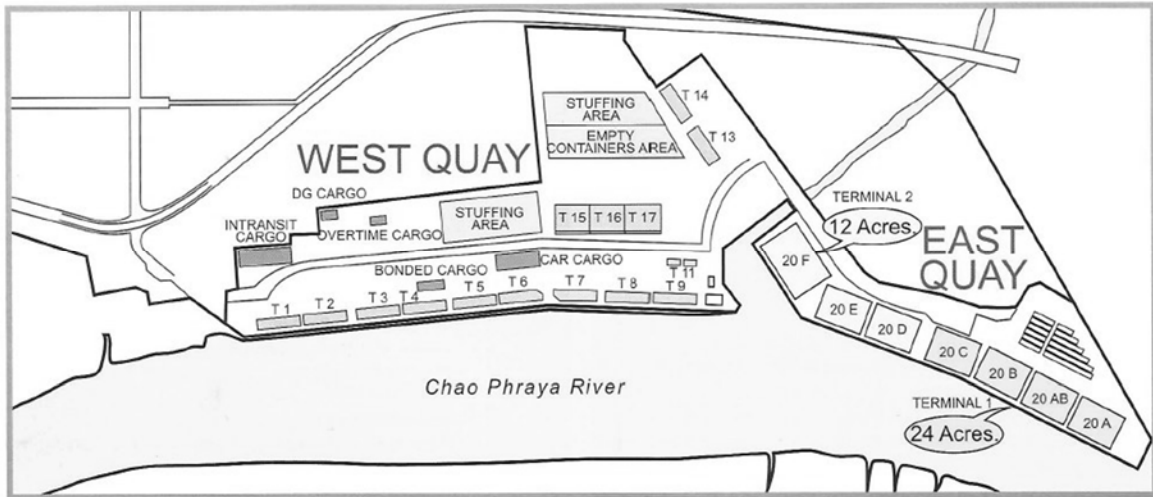 T 14
STUFFING
AREA
EMPTY
CONTAINERS AREA
T 13
WEST QUAY
DG CARGO
TERMINAL 2
12 Acres.
INTRANSIT
CARGO
OVERTIME CARGO
STUFFING
AREA
T 15 T 16 T 17
EAST
QUAY
20 F
BONDED CARGO
CAR CARGO
T 11
T 1
T 2
T 3
T 4
T 5
T 6
T 7
T 8
T 9
20 E
20 D
20 C
20 B
20 AB
20 A
Chao Phraya River
TERMINAL 1
24 Acres.